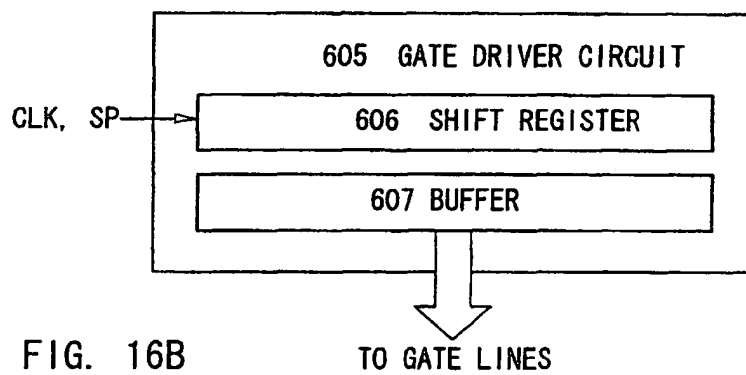 605 GATE DRIVER CIRCUIT
CLK, SP
606 SHIFT REGISTER
607 BUFFER
FIG. 16B
TO GATE LINES